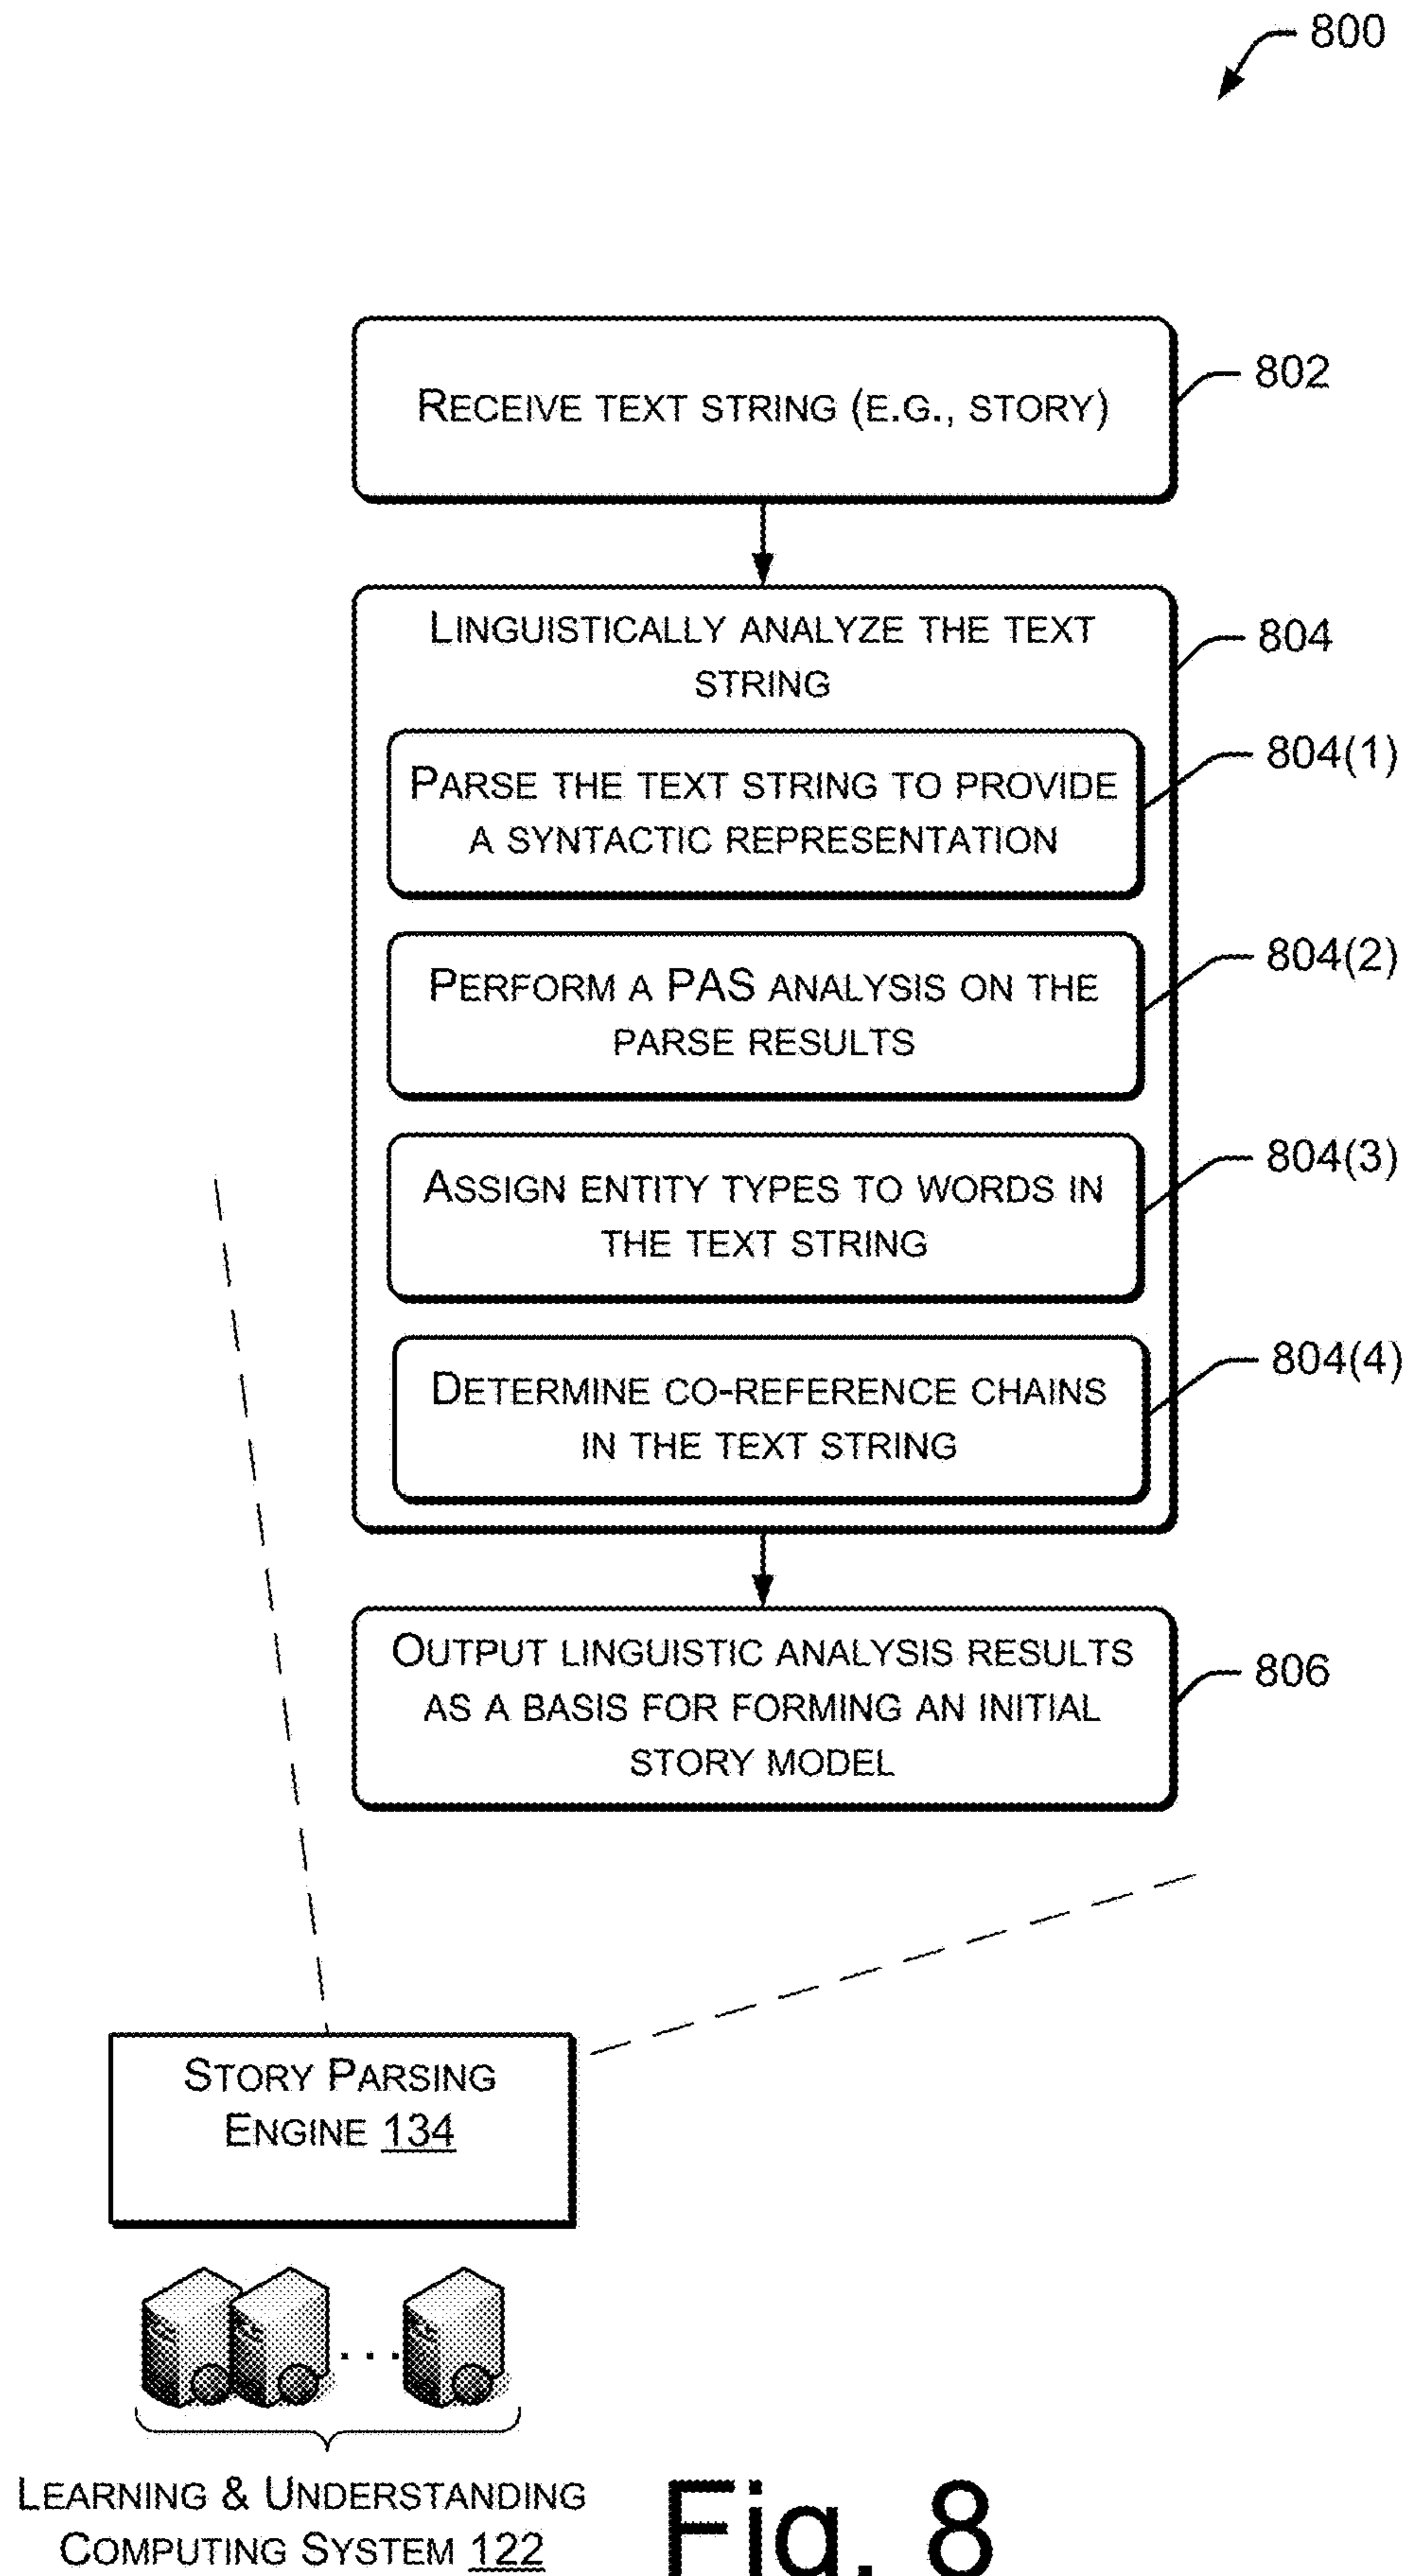 800
RECEIVE TEXT STRING (E.G., STORY)
802
LINGUISTICALLY ANALYZE THE TEXT
STRING
804
PARSE THE TEXT STRING TO PROVIDE
A SYNTACTIC REPRESENTATION
804(1)
PERFORM A PAS ANALYSIS ON THE
PARSE RESULTS
804(2)
ASSIGN ENTITY TYPES TO WORDS IN
THE TEXT STRING
804(3)
DETERMINE CO-REFERENCE CHAINS
IN THE TEXT STRING
804(4)
OUTPUT LINGUISTIC ANALYSIS RESULTS
AS A BASIS FOR FORMING AN INITIAL
STORY MODEL
806
STORY PARSING
ENGINE 134
. . .
LEARNING & UNDERSTANDING
COMPUTING SYSTEM 122
Fig. 8